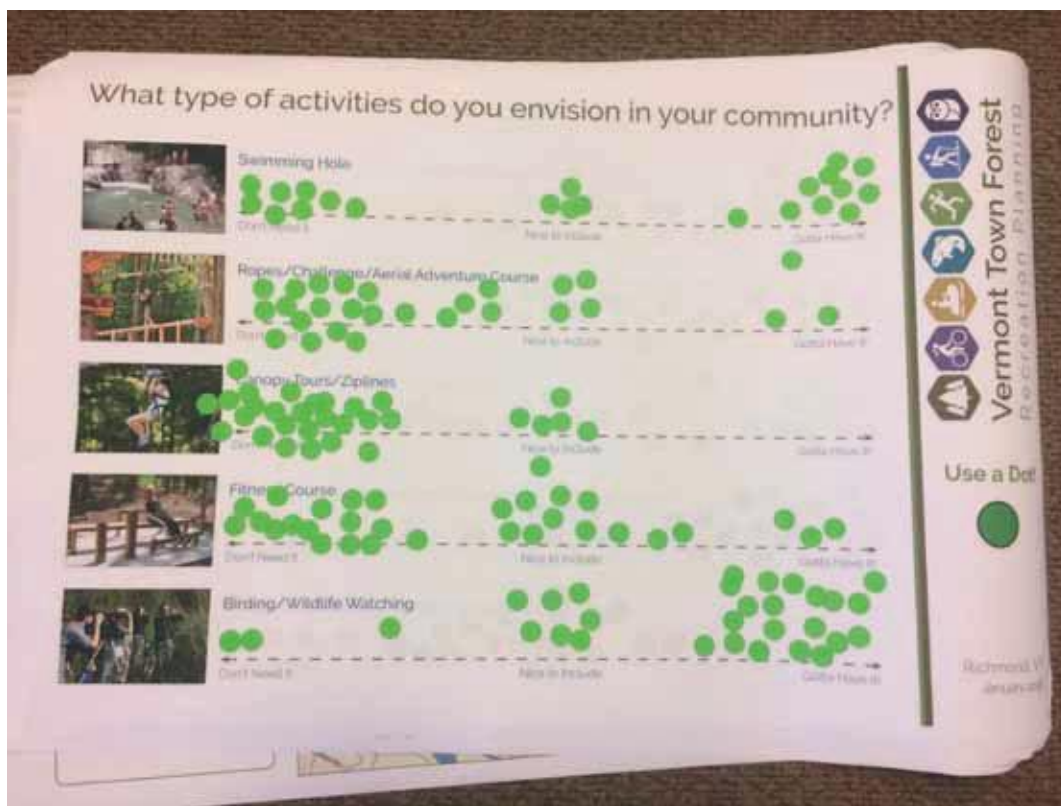 What type of activities do you envision in your community?
Swimming Hole
Don't Need It
Nice to Include
Gotta Have It!
Ropes/Challenge/Aerial Adventure Course
Don't
Nice to Include
Gotta Have It!
Canopy Tours/Ziplines
Don't
Nice to Include
Gotta Have It!
Fitness Course
Don't Need It
Nice to Include
Gotta Have It!
Birding/Wildlife Watching
Don't Need It
Nice to Include
Gotta Have It!
Vermont Town Forest
Recreation Planning
Use a Dot!
Richmond, VT